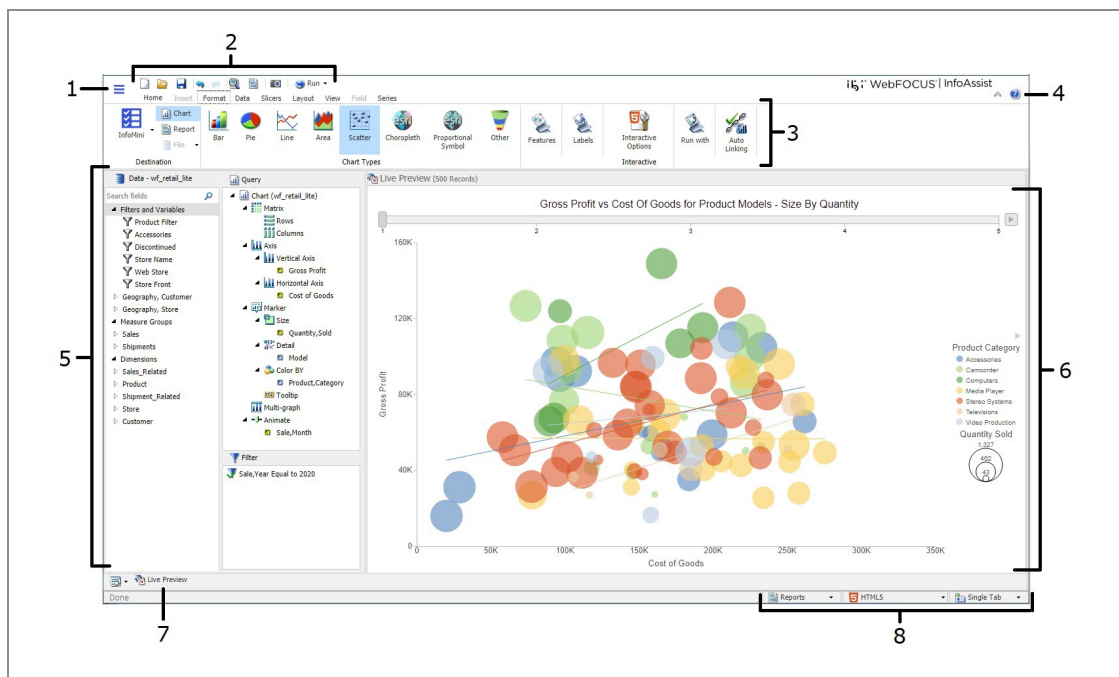 2
1
Run
ibi WebFOCUS | InfoAssist
4
Home Insert Format Data Slicers Layout View Field Series
InfoMini
Chart
Report
File
Bar Pie Line Area Scatter Choropleth Proportional Symbol Other
Features Labels Interactive Options Run with Auto Linking
Destination Chart Types Interactive
3
Data - wf_retail_lite
Search fields
Filters and Variables
Product Filter
Accessories
Discontinued
Store Name
Web Store
Store Front
Geography, Customer
Geography, Store
Measure Groups
Sales
Shipments
Dimensions
Sales_Related
Product
Shipment_Related
Store
Customer
5
Query
Chart (wf_retail_lite)
Matrix
Rows
Columns
Axis
Vertical Axis
Gross Profit
Horizontal Axis
Cost of Goods
Marker
Size
Quantity,Sold
Detail
Model
Color BY
Product,Category
Tooltip
Multi-graph
Animate
Sale,Month
Filter
Sale,Year Equal to 2020
Live Preview (500 Records)
Gross Profit vs Cost Of Goods for Product Models - Size By Quantity
1 2 3 4 5
160K
120K
80K
40K
0
Gross Profit
0 50K 100K 150K 200K 250K 300K 350K
Cost of Goods
Product Category
Accessories
Camcorder
Computers
Media Player
Stereo Systems
Televisions
Video Production
Quantity Sold
1,327
462
43
6
Live Preview
Done
Reports HTML5 Single Tab
7
8